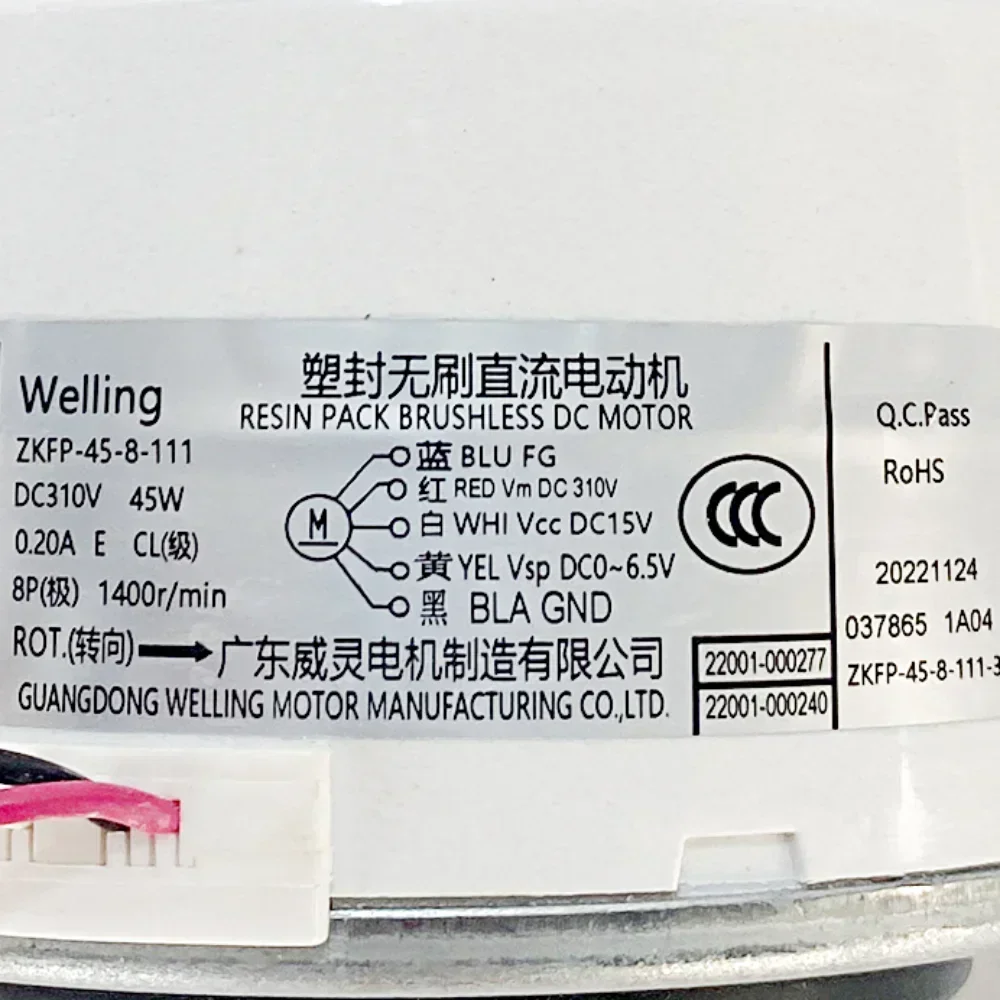 Welling
ZKFP-45-8-111
DC310V 45W
0.20A E CL(级)
8P(极) 1400r/min
ROT.(转向)
塑封无刷直流电动机
RESIN PACK BRUSHLESS DC MOTOR
M
蓝 BLU FG
红 RED Vm DC 310V
白 WHI Vcc DC15V
黄 YEL Vsp DC0~6.5V
黑 BLA GND
CCC
广东威灵电机制造有限公司
GUANGDONG WELLING MOTOR MANUFACTURING CO.,LTD.
22001-000277
22001-000240
Q.C.Pass
RoHS
20221124
037865 1A04
ZKFP-45-8-111-3